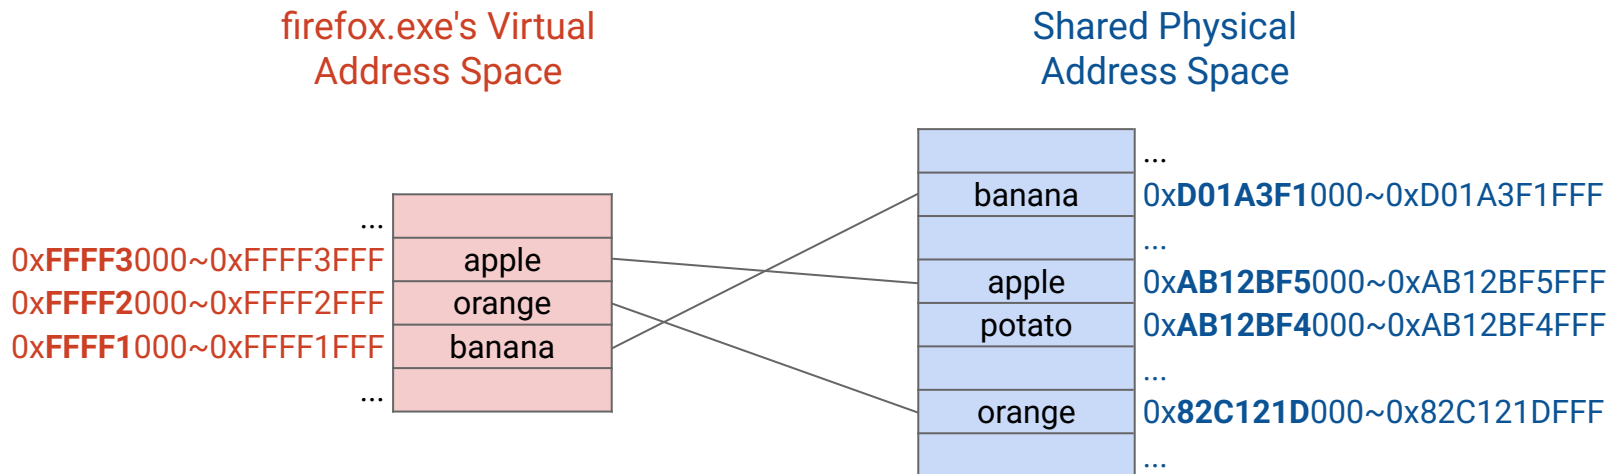 firefox.exe's Virtual
Address Space
...
0xFFFF3000~0xFFFF3FFF apple
0xFFFF2000~0xFFFF2FFF orange
0xFFFF1000~0xFFFF1FFF banana
...
Shared Physical
Address Space
...
banana 0xD01A3F1000~0xD01A3F1FFF
...
apple 0xAB12BF5000~0xAB12BF5FFF
potato 0xAB12BF4000~0xAB12BF4FFF
...
orange 0x82C121D000~0x82C121DFFF
...